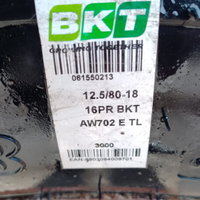 BKT
GROWING TOGETHER
061550213
12.5/80-18
16PR BKT
AW702 E TL
3600